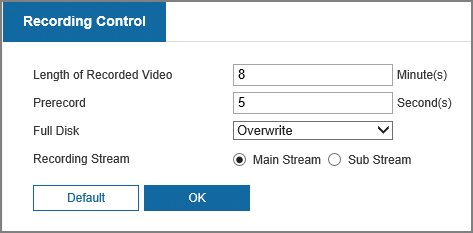 Recording Control
Length of Recorded Video 8 Minute(s)
Prerecord 5 Second(s)
Full Disk Overwrite
Recording Stream Main Stream Sub Stream
Default OK